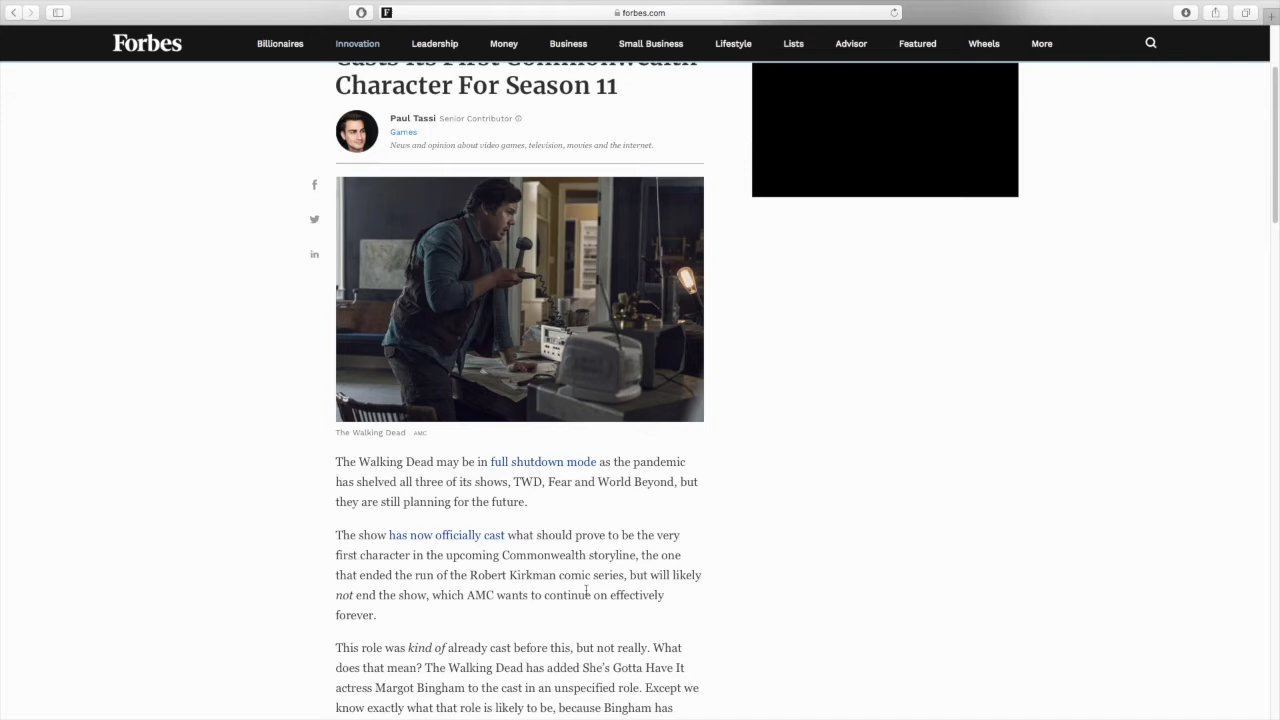 forbes.com
Forbes
Billionaires Innovation Leadership Money Business Small Business Lifestyle Lists Advisor Featured Wheels More
Casts Its First Commonwealth
Character For Season 11
Paul Tassi Senior Contributor
Games
News and opinion about video games, television, movies and the internet.
The Walking Dead AMC
The Walking Dead may be in full shutdown mode as the pandemic
has shelved all three of its shows, TWD, Fear and World Beyond, but
they are still planning for the future.
The show has now officially cast what should prove to be the very
first character in the upcoming Commonwealth storyline, the one
that ended the run of the Robert Kirkman comic series, but will likely
not end the show, which AMC wants to continue on effectively
forever.
This role was kind of already cast before this, but not really. What
does that mean? The Walking Dead has added She's Gotta Have It
actress Margot Bingham to the cast in an unspecified role. Except we
know exactly what that role is likely to be, because Bingham has